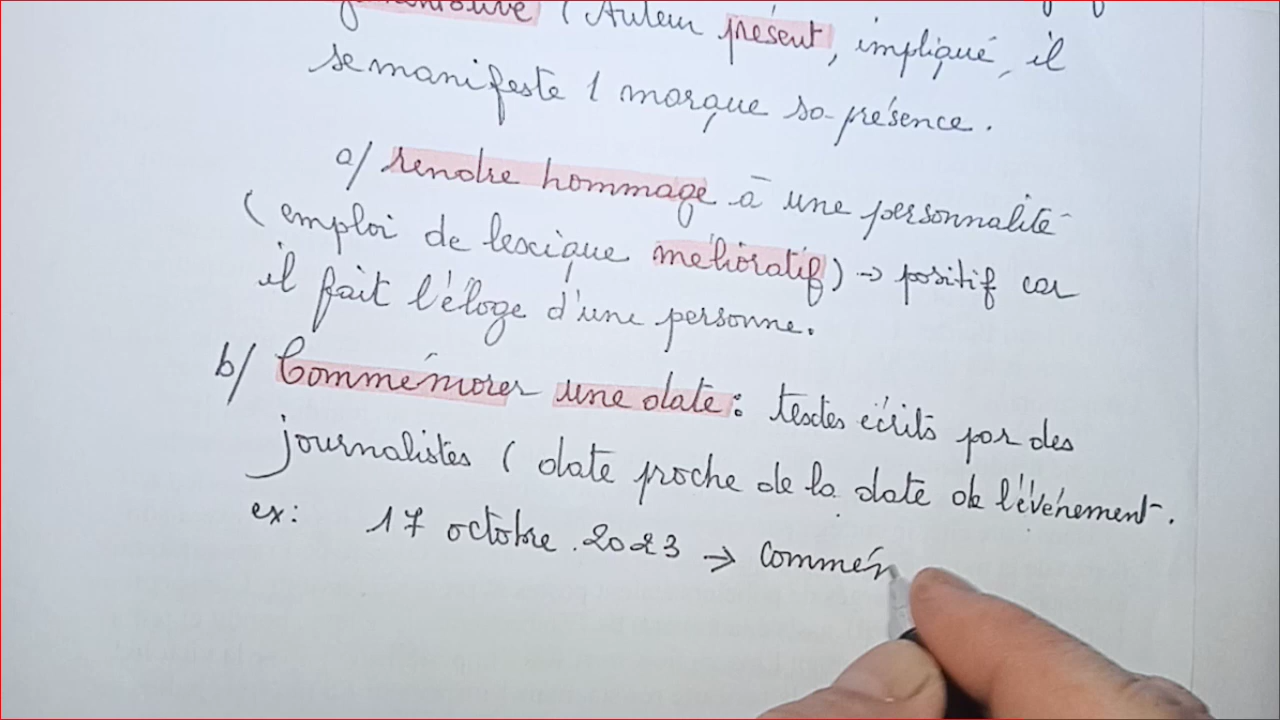 (Auteur présent, impliqué, il
se manifeste 1 marque sa présence.
a/ rendre hommage à une personnalité
(emploi de lexique mélioratif) → positif car
il fait l'éloge d'une personne.
b/ Commémorer une date : textes écrits par des
journalistes ( date proche de la date de l'événement.
ex: 17 octobre 2023 → Commém